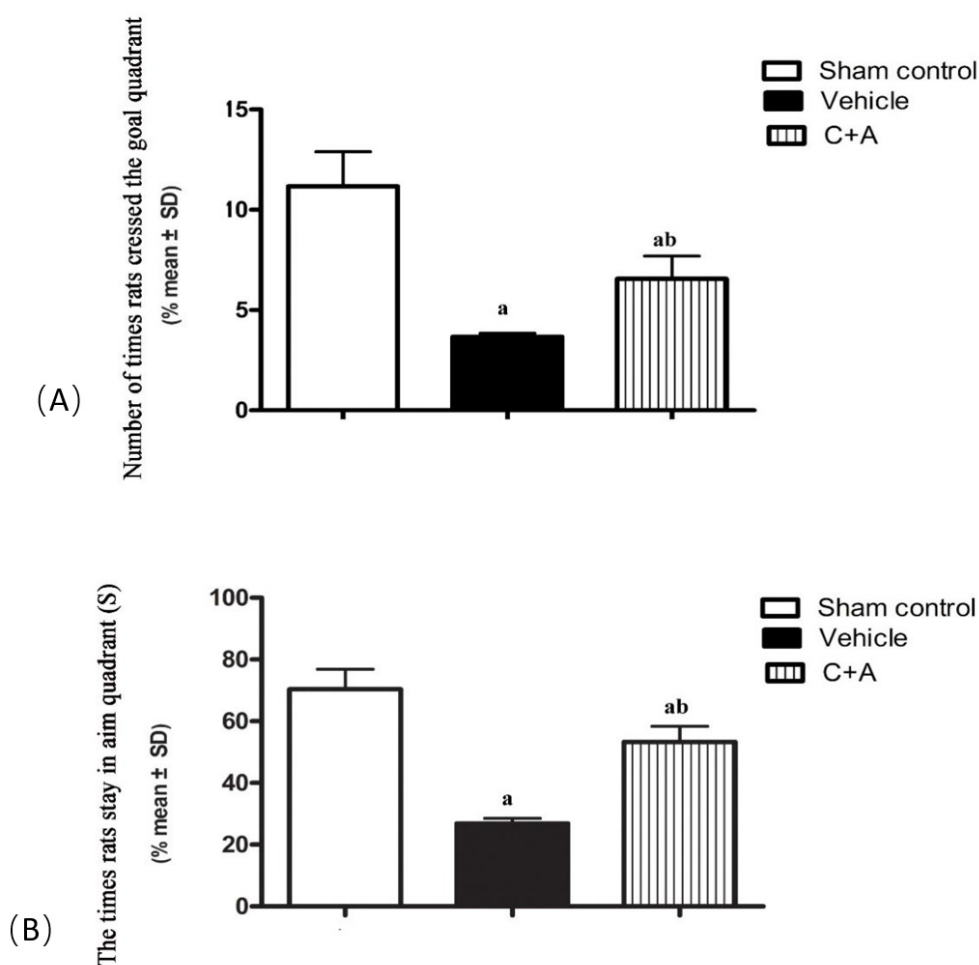 Number of times rats cressed the goal quadrant
(% mean ± SD)
15
10
5
0
a
ab
Sham control
Vehicle
C+A
(A)
The times rats stay in aim quadrant (S)
(% mean ± SD)
100
80
60
40
20
0
a
ab
Sham control
Vehicle
C+A
(B)